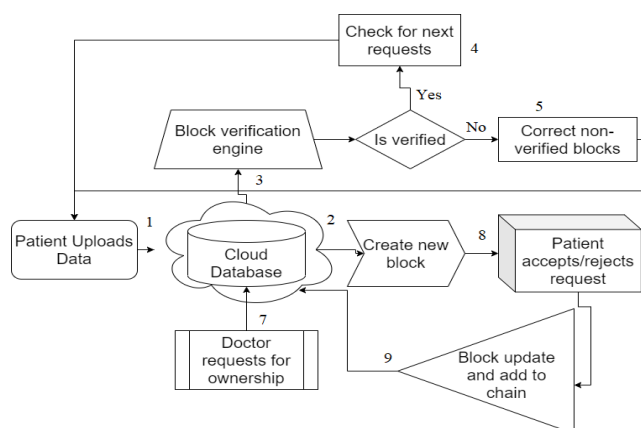 Check for next
requests
4
Yes
5
Block verification
engine
Is verified
No
Correct non-
verified blocks
3
1
2
Patient Uploads
Data
Cloud
Database
Create new
block
8
Patient
accepts/rejects
request
7
Doctor
requests for
ownership
9
Block update
and add to
chain